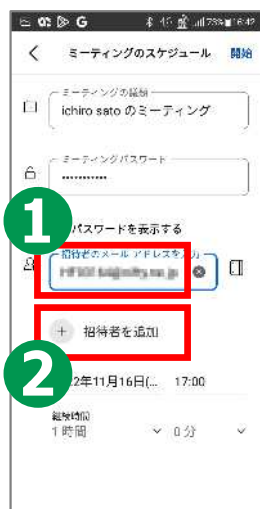 G 4G 73% 16:42
ミーティングのスケジュール 開始
ミーティングの議題
ichiro sato のミーティング
ミーティングパスワード
••••••••••
1
パスワードを表示する
招待者のメール アドレスを入力
+ 招待者を追加
2
2年11月16日(... 17:00
継続時間
1 時間 0 分